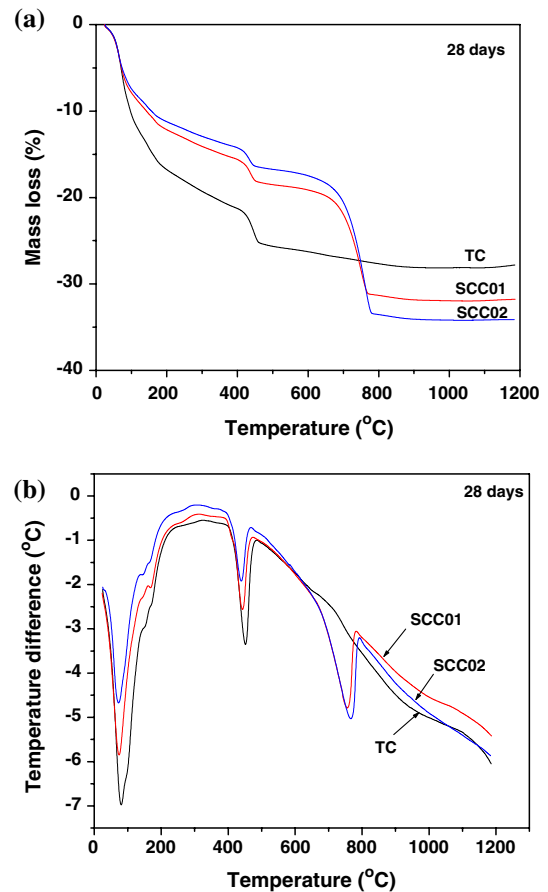 (a)
28 days
0
-10
-20
-30
-40
Mass loss (%)
TC
SCC01
SCC02
0 200 400 600 800 1000 1200
Temperature (°C)
(b)
28 days
0
-1
-2
-3
-4
-5
-6
-7
Temperature difference (°C)
SCC01
SCC02
TC
0 200 400 600 800 1000 1200
Temperature (°C)